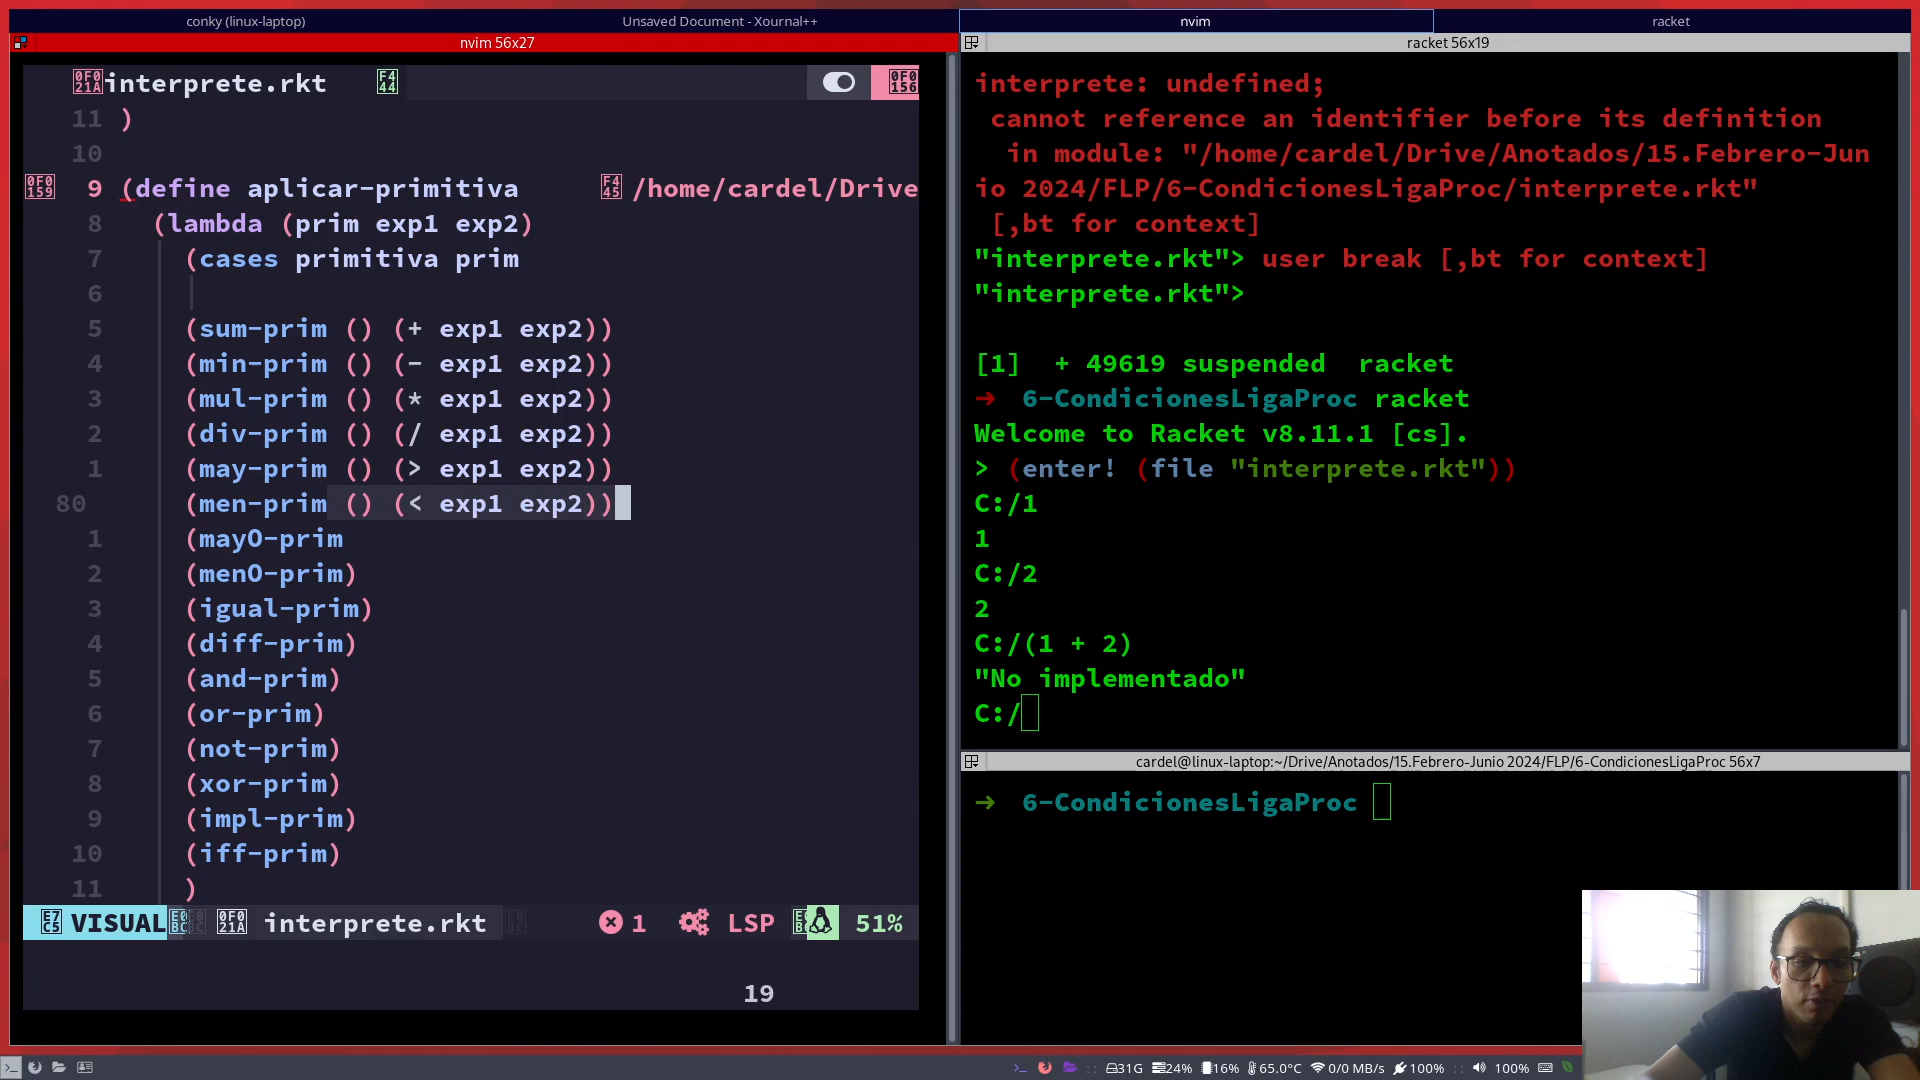 conky (linux-laptop)
Unsaved Document - Xournal++
nvim
racket
nvim 56x27
racket 56x19
interprete.rkt
11 )
10
9 (define aplicar-primitiva /home/cardel/Drive
8 (lambda (prim exp1 exp2)
7 (cases primitiva prim
6
5 (sum-prim () (+ exp1 exp2))
4 (min-prim () (- exp1 exp2))
3 (mul-prim () (* exp1 exp2))
2 (div-prim () (/ exp1 exp2))
1 (may-prim () (> exp1 exp2))
80 (men-prim () (< exp1 exp2))
1 (mayO-prim
2 (menO-prim)
3 (igual-prim)
4 (diff-prim)
5 (and-prim)
6 (or-prim)
7 (not-prim)
8 (xor-prim)
9 (impl-prim)
10 (iff-prim)
11 )
VISUAL interprete.rkt 1 LSP 51%
19
interprete: undefined;
cannot reference an identifier before its definition
in module: "/home/cardel/Drive/Anotados/15.Febrero-Jun
io 2024/FLP/6-CondicionesLigaProc/interprete.rkt"
[,bt for context]
"interprete.rkt"> user break [,bt for context]
"interprete.rkt">
[1] + 49619 suspended racket
➜ 6-CondicionesLigaProc racket
Welcome to Racket v8.11.1 [cs].
> (enter! (file "interprete.rkt"))
C:/1
1
C:/2
2
C:/(1 + 2)
"No implementado"
C:/
cardel@linux-laptop:~/Drive/Anotados/15.Febrero-Junio 2024/FLP/6-CondicionesLigaProc 56x7
➜ 6-CondicionesLigaProc
31G 24% 16% 65.0°C 0/0 MB/s 100% 100%